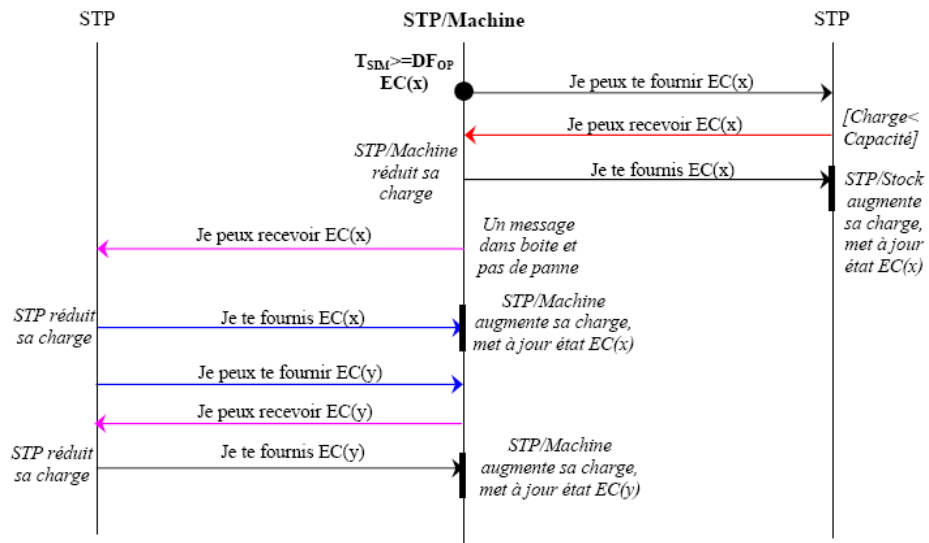 STP
STP/Machine
STP
T_SIM>=DF_OP
EC(x)
Je peux te fournir EC(x)
Je peux recevoir EC(x)
[Charge<
Capacité]
STP/Machine
réduit sa
charge
Je te fournis EC(x)
STP/Stock
augmente
sa charge,
met à jour
état EC(x)
Je peux recevoir EC(x)
Un message
dans boite et
pas de panne
STP réduit
sa charge
Je te fournis EC(x)
STP/Machine
augmente sa charge,
met à jour état EC(x)
Je peux te fournir EC(y)
Je peux recevoir EC(y)
STP réduit
sa charge
Je te fournis EC(y)
STP/Machine
augmente sa charge,
met à jour état EC(y)